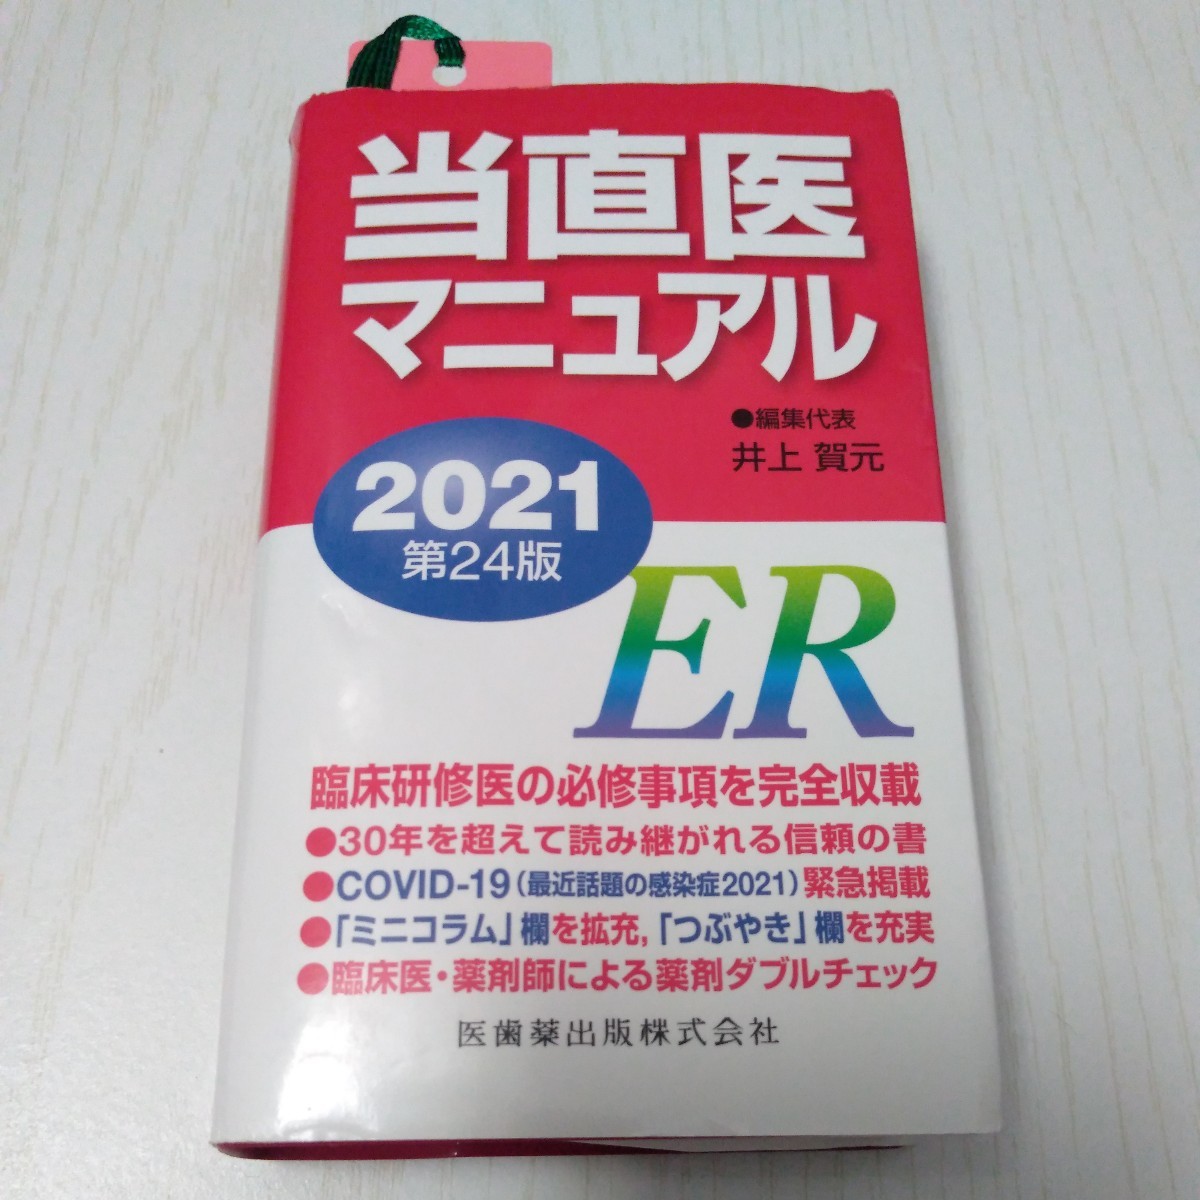 当直医
マニュアル
●編集代表
井上 賀元
2021
第24版
ER
臨床研修医の必修事項を完全収載
●30年を超えて読み継がれる信頼の書
●COVID-19（最近話題の感染症2021）緊急掲載
●「ミニコラム」欄を拡充，「つぶやき」欄を充実
●臨床医・薬剤師による薬剤ダブルチェック
医歯薬出版株式会社